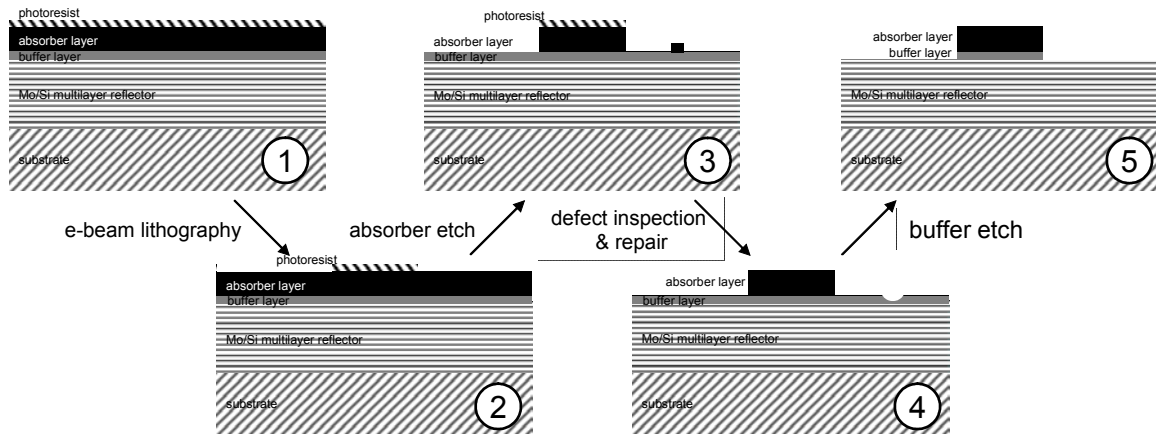 photoresist
absorber layer
buffer layer
Mo/Si multilayer reflector
substrate
1
e-beam lithography
photoresist
absorber layer
buffer layer
Mo/Si multilayer reflector
substrate
2
absorber etch
photoresist
absorber layer
buffer layer
Mo/Si multilayer reflector
substrate
3
defect inspection
& repair
absorber layer
buffer layer
Mo/Si multilayer reflector
substrate
4
buffer etch
absorber layer
buffer layer
Mo/Si multilayer reflector
substrate
5